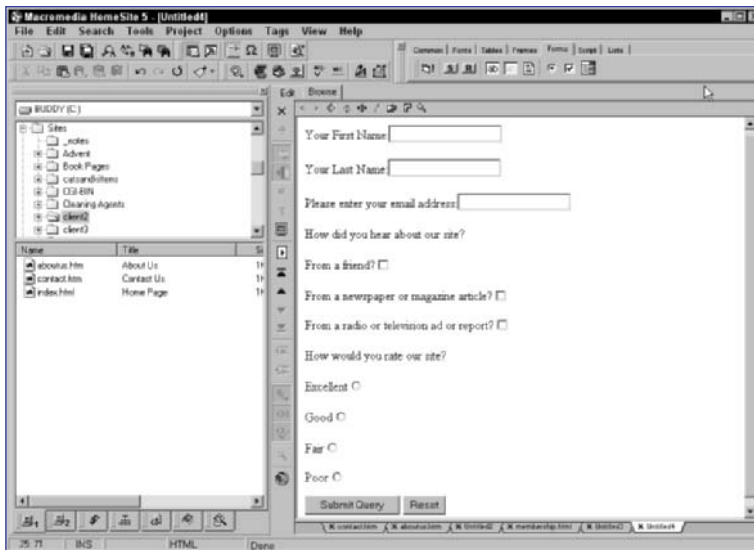 Macromedia HomeSite 5 - [Untitled4]
File Edit Search Tools Project Options Tags View Help
Common Fonts Tables Frames Forms Script Lists
Edit Browse
BUDDY (C:)
Sites
_notes
Advent
Book Pages
catsandkittens
CGI-BIN
Cleaning Agents
client2
client3
Name Title
aboutus.htm About Us
contact.htm Contact Us
index.html Home Page
Your First Name:
Your Last Name:
Please enter your email address:
How did you hear about our site?
From a friend?
From a newspaper or magazine article?
From a radio or television ad or report?
How would you rate our site?
Excellent
Good
Fair
Poor
Submit Query Reset
contact.htm aboutus.htm Untitled2 membership.html Untitled3 Untitled4
INS HTML Done